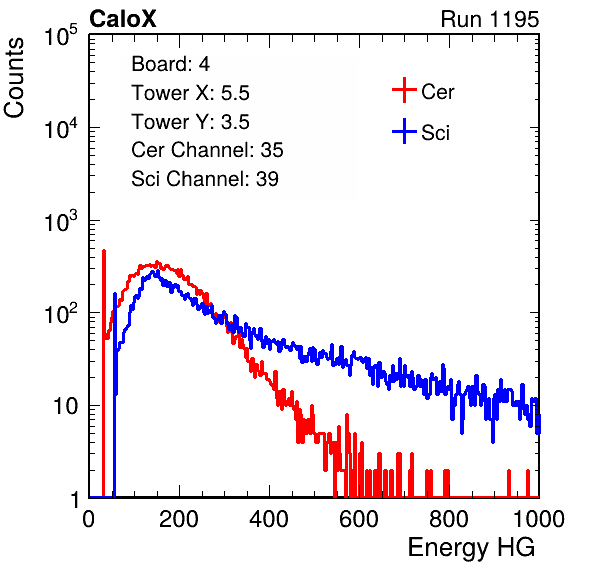 CaloX Run 1195
Counts
Board: 4
Tower X: 5.5
Tower Y: 3.5
Cer Channel: 35
Sci Channel: 39
Cer
Sci
10^5
10^4
10^3
10^2
10
1
0 200 400 600 800 1000
Energy HG